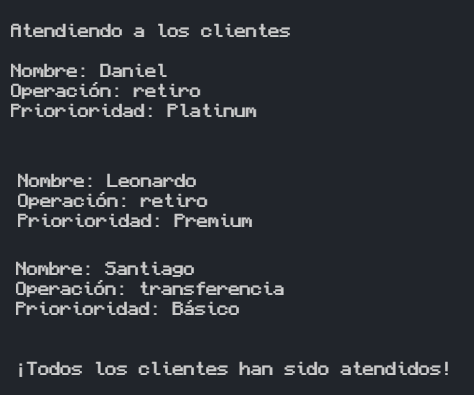 Atendiendo a los clientes
Nombre: Daniel
Operación: retiro
Priorioridad: Platinum
Nombre: Leonardo
Operación: retiro
Priorioridad: Premium
Nombre: Santiago
Operación: transferencia
Priorioridad: Básico
¡Todos los clientes han sido atendidos!